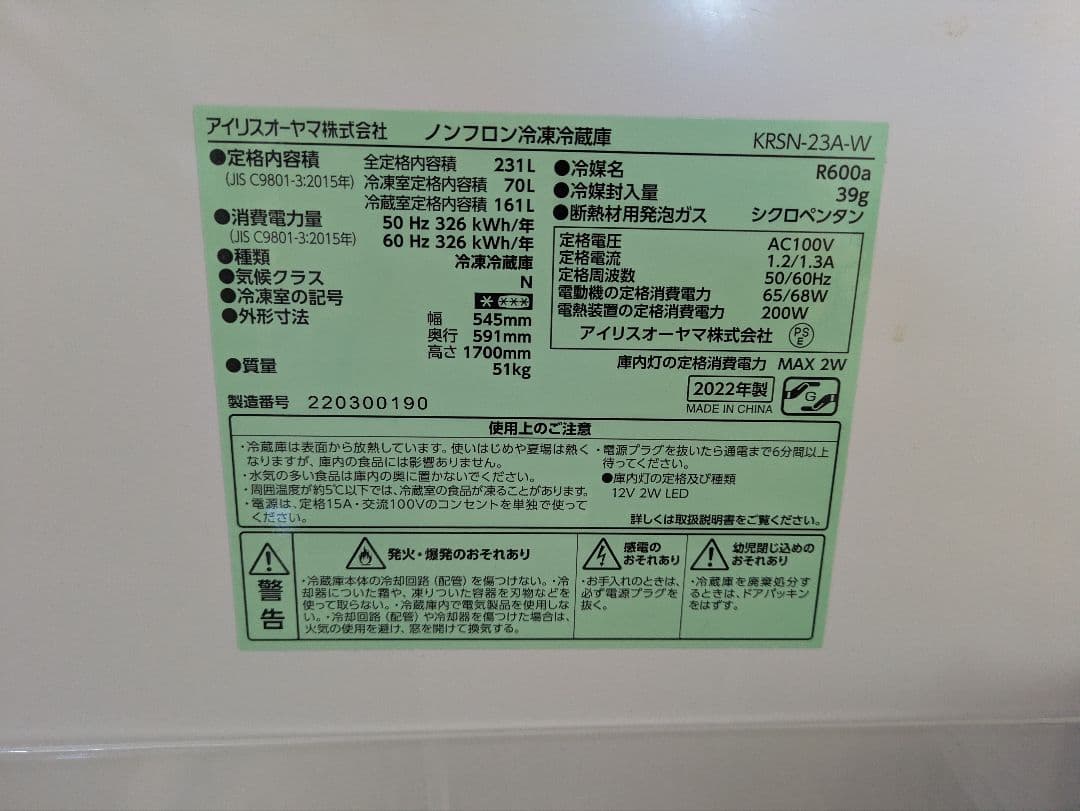 アイリスオーヤマ株式会社 ノンフロン冷凍冷蔵庫 KRSN-23A-W
●定格内容積 全定格内容積 231L
(JIS C9801-3:2015年) 冷凍室定格内容積 70L
冷蔵室定格内容積 161L
●消費電力量 50 Hz 326 kWh/年
(JIS C9801-3:2015年) 60 Hz 326 kWh/年
●種類 冷凍冷蔵庫
●気候クラス N
●冷凍室の記号 * ***
●外形寸法 幅 545mm
奥行 591mm
高さ 1700mm
●質量 51kg
製造番号 220300190
●冷媒名 R600a
●冷媒封入量 39g
●断熱材用発泡ガス シクロペンタン
定格電圧 AC100V
定格電流 1.2/1.3A
定格周波数 50/60Hz
電動機の定格消費電力 65/68W
電熱装置の定格消費電力 200W
アイリスオーヤマ株式会社 PSE
庫内灯の定格消費電力 MAX 2W
2022年製
MADE IN CHINA
G
使用上のご注意
・冷蔵庫は表面から放熱しています。使いはじめや夏場は熱く
なりますが、庫内の食品には影響ありません。
・水気の多い食品は庫内の奥に置かないでください。
・周囲温度が約5℃以下では、冷蔵室の食品が凍ることがあります。
・電源は、定格15A・交流100Vのコンセントを単独で使って
ください。
・電源プラグを抜いたら通電まで6分間以上
待ってください。
●庫内灯の定格及び種類
12V 2W LED
詳しくは取扱説明書をご覧ください。
警告
発火・爆発のおそれあり
・冷蔵庫本体の冷却回路(配管)を傷つけない。・冷
却器についた霜や、凍りついた容器を刃物などを
使って取らない。・冷蔵庫内で電気製品を使用しな
い。・冷却回路(配管)や冷却器を傷つけた場合は、
火気の使用を避け、窓を開けて換気する。
感電の
おそれあり
・お手入れのときは、
必ず電源プラグを
抜く。
幼児閉じ込めの
おそれあり
・冷蔵庫を廃棄処分す
るときは、ドアパッキン
をはずす。